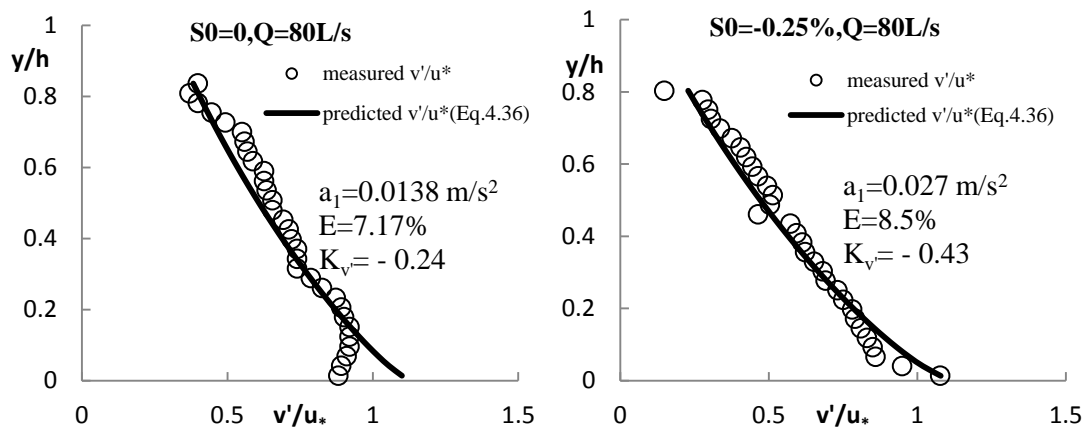 S0=0,Q=80L/s
y/h
measured v'/u*
predicted v'/u*(Eq.4.36)
a₁=0.0138 m/s²
E=7.17%
Kᵥ'= - 0.24
1
0.8
0.6
0.4
0.2
0
0
0.5
1
1.5
v'/u*
S0=-0.25%,Q=80L/s
y/h
measured v'/u*
predicted v'/u*(Eq.4.36)
a₁=0.027 m/s²
E=8.5%
Kᵥ'= - 0.43
1
0.8
0.6
0.4
0.2
0
0
0.5
1
1.5
v'/u*